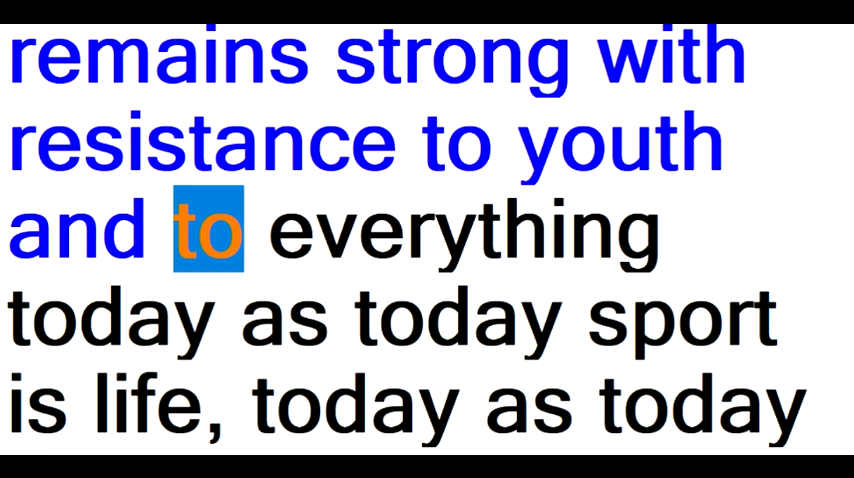 remains strong with
resistance to youth
and to everything
today as today sport
is life, today as today